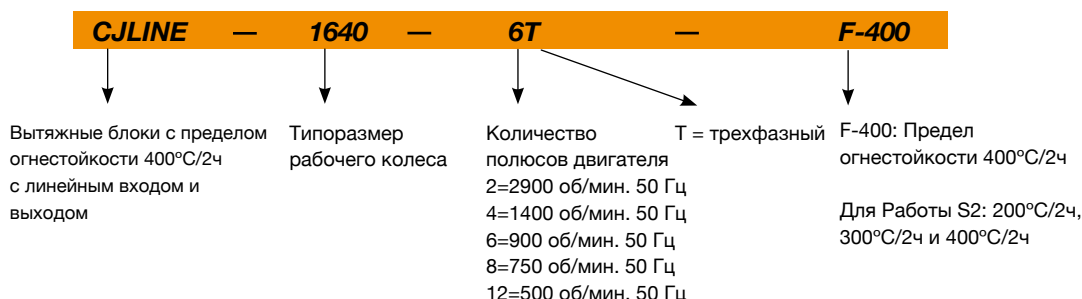 CJLINE — 1640 — 6T — F-400
Вытяжные блоки с пределом
огнестойкости 400ºC/2ч
с линейным входом и
выходом
Типоразмер
рабочего колеса
Количество
полюсов двигателя
2=2900 об/мин. 50 Гц
4=1400 об/мин. 50 Гц
6=900 об/мин. 50 Гц
8=750 об/мин. 50 Гц
12=500 об/мин. 50 Гц
T = трехфазный
F-400: Предел
огнестойкости 400ºC/2ч
Для Работы S2: 200ºC/2ч,
300ºC/2ч и 400ºC/2ч